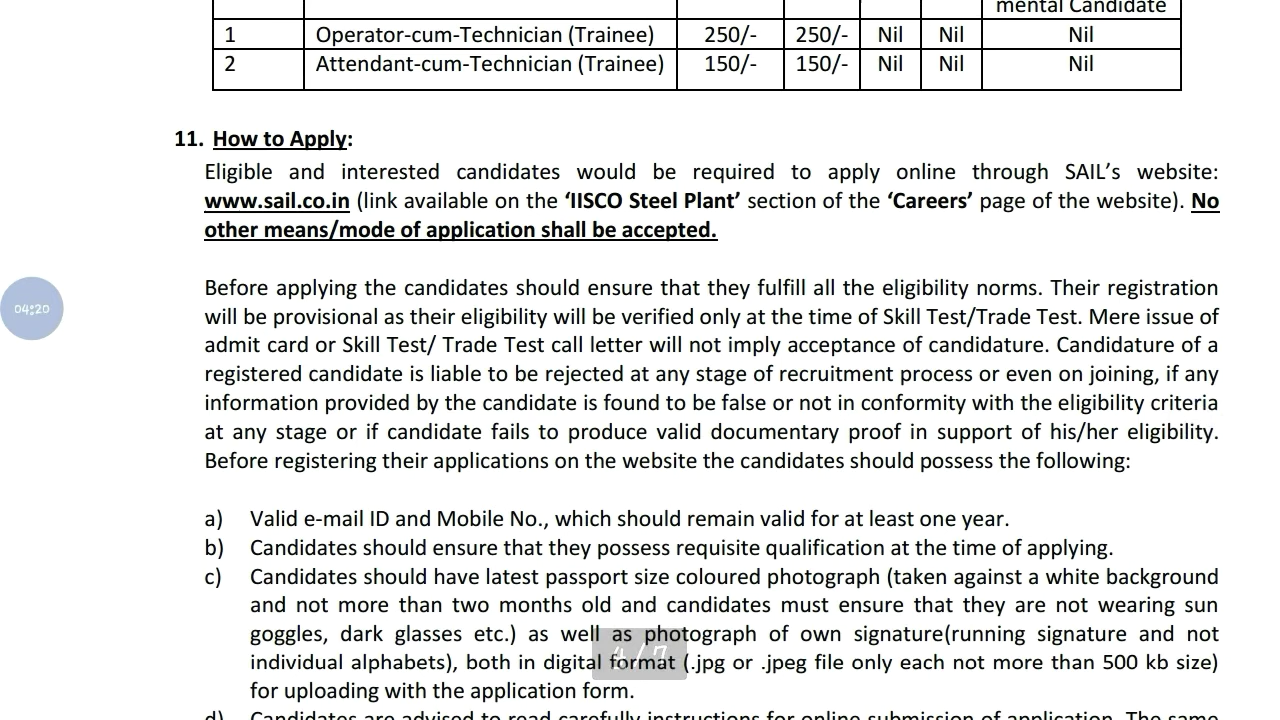 mental Candidate
1 Operator-cum-Technician (Trainee) 250/- 250/- Nil Nil Nil
2 Attendant-cum-Technician (Trainee) 150/- 150/- Nil Nil Nil
11. How to Apply:
Eligible and interested candidates would be required to apply online through SAIL’s website:
www.sail.co.in (link available on the ‘IISCO Steel Plant’ section of the ‘Careers’ page of the website). No
other means/mode of application shall be accepted.
Before applying the candidates should ensure that they fulfill all the eligibility norms. Their registration
04:20
will be provisional as their eligibility will be verified only at the time of Skill Test/Trade Test. Mere issue of
admit card or Skill Test/ Trade Test call letter will not imply acceptance of candidature. Candidature of a
registered candidate is liable to be rejected at any stage of recruitment process or even on joining, if any
information provided by the candidate is found to be false or not in conformity with the eligibility criteria
at any stage or if candidate fails to produce valid documentary proof in support of his/her eligibility.
Before registering their applications on the website the candidates should possess the following:
a) Valid e-mail ID and Mobile No., which should remain valid for at least one year.
b) Candidates should ensure that they possess requisite qualification at the time of applying.
c) Candidates should have latest passport size coloured photograph (taken against a white background
and not more than two months old and candidates must ensure that they are not wearing sun
goggles, dark glasses etc.) as well as photograph of own signature(running signature and not
individual alphabets), both in digital format (.jpg or .jpeg file only each not more than 500 kb size)
for uploading with the application form.
d) Candidates are advised to read carefully instructions for online submission of application. The same